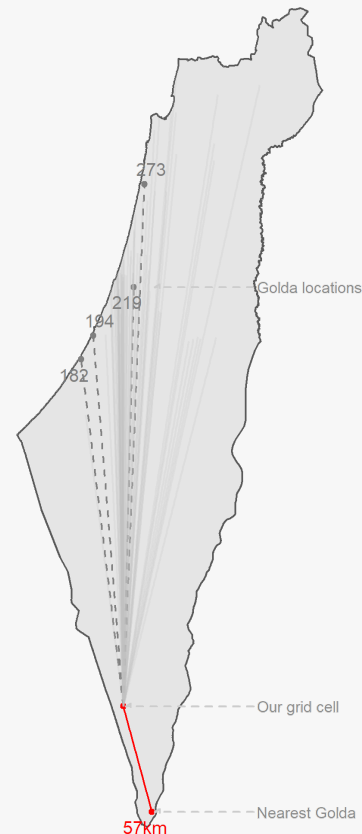 273
Golda locations
219
194
182
Our grid cell
Nearest Golda
57km